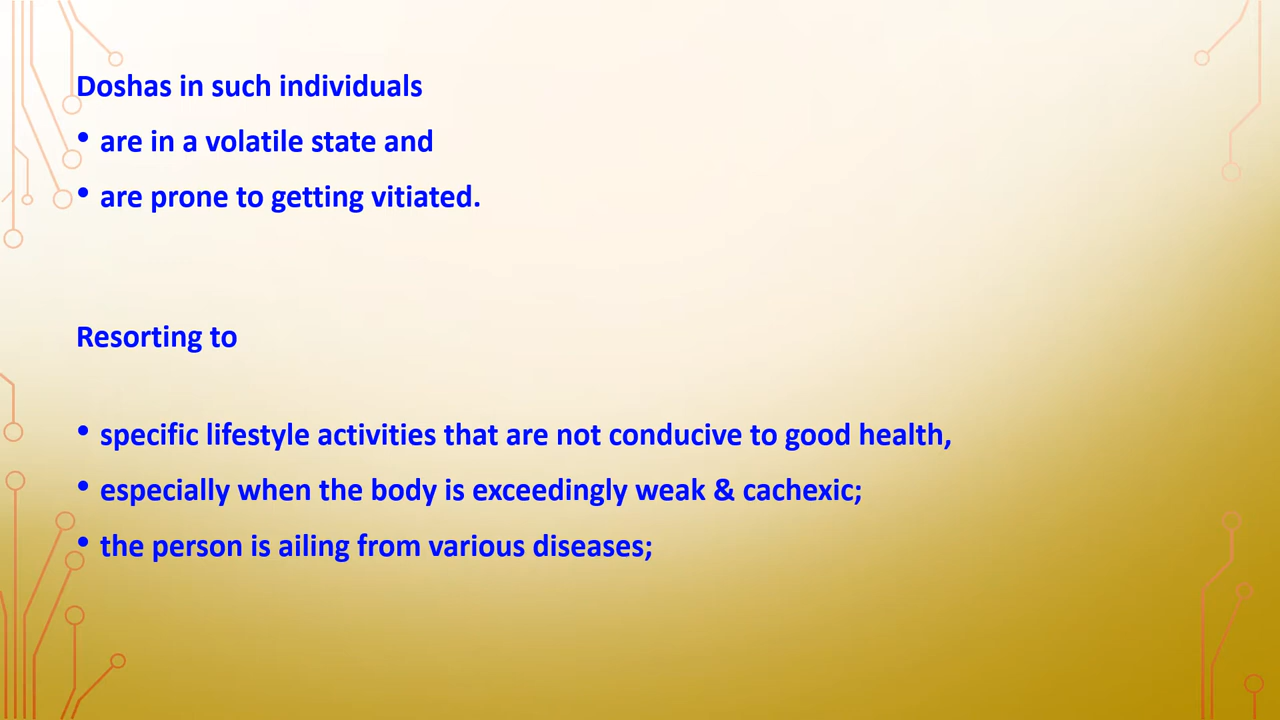 Doshas in such individuals
• are in a volatile state and
• are prone to getting vitiated.
Resorting to
• specific lifestyle activities that are not conducive to good health,
• especially when the body is exceedingly weak & cachexic;
• the person is ailing from various diseases;